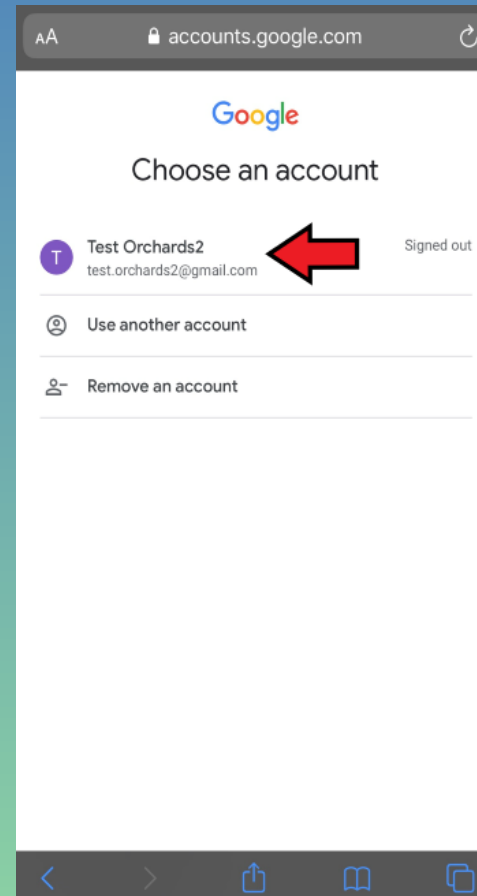 AA accounts.google.com
Google
Choose an account
T Test Orchards2 Signed out
test.orchards2@gmail.com
Use another account
Remove an account